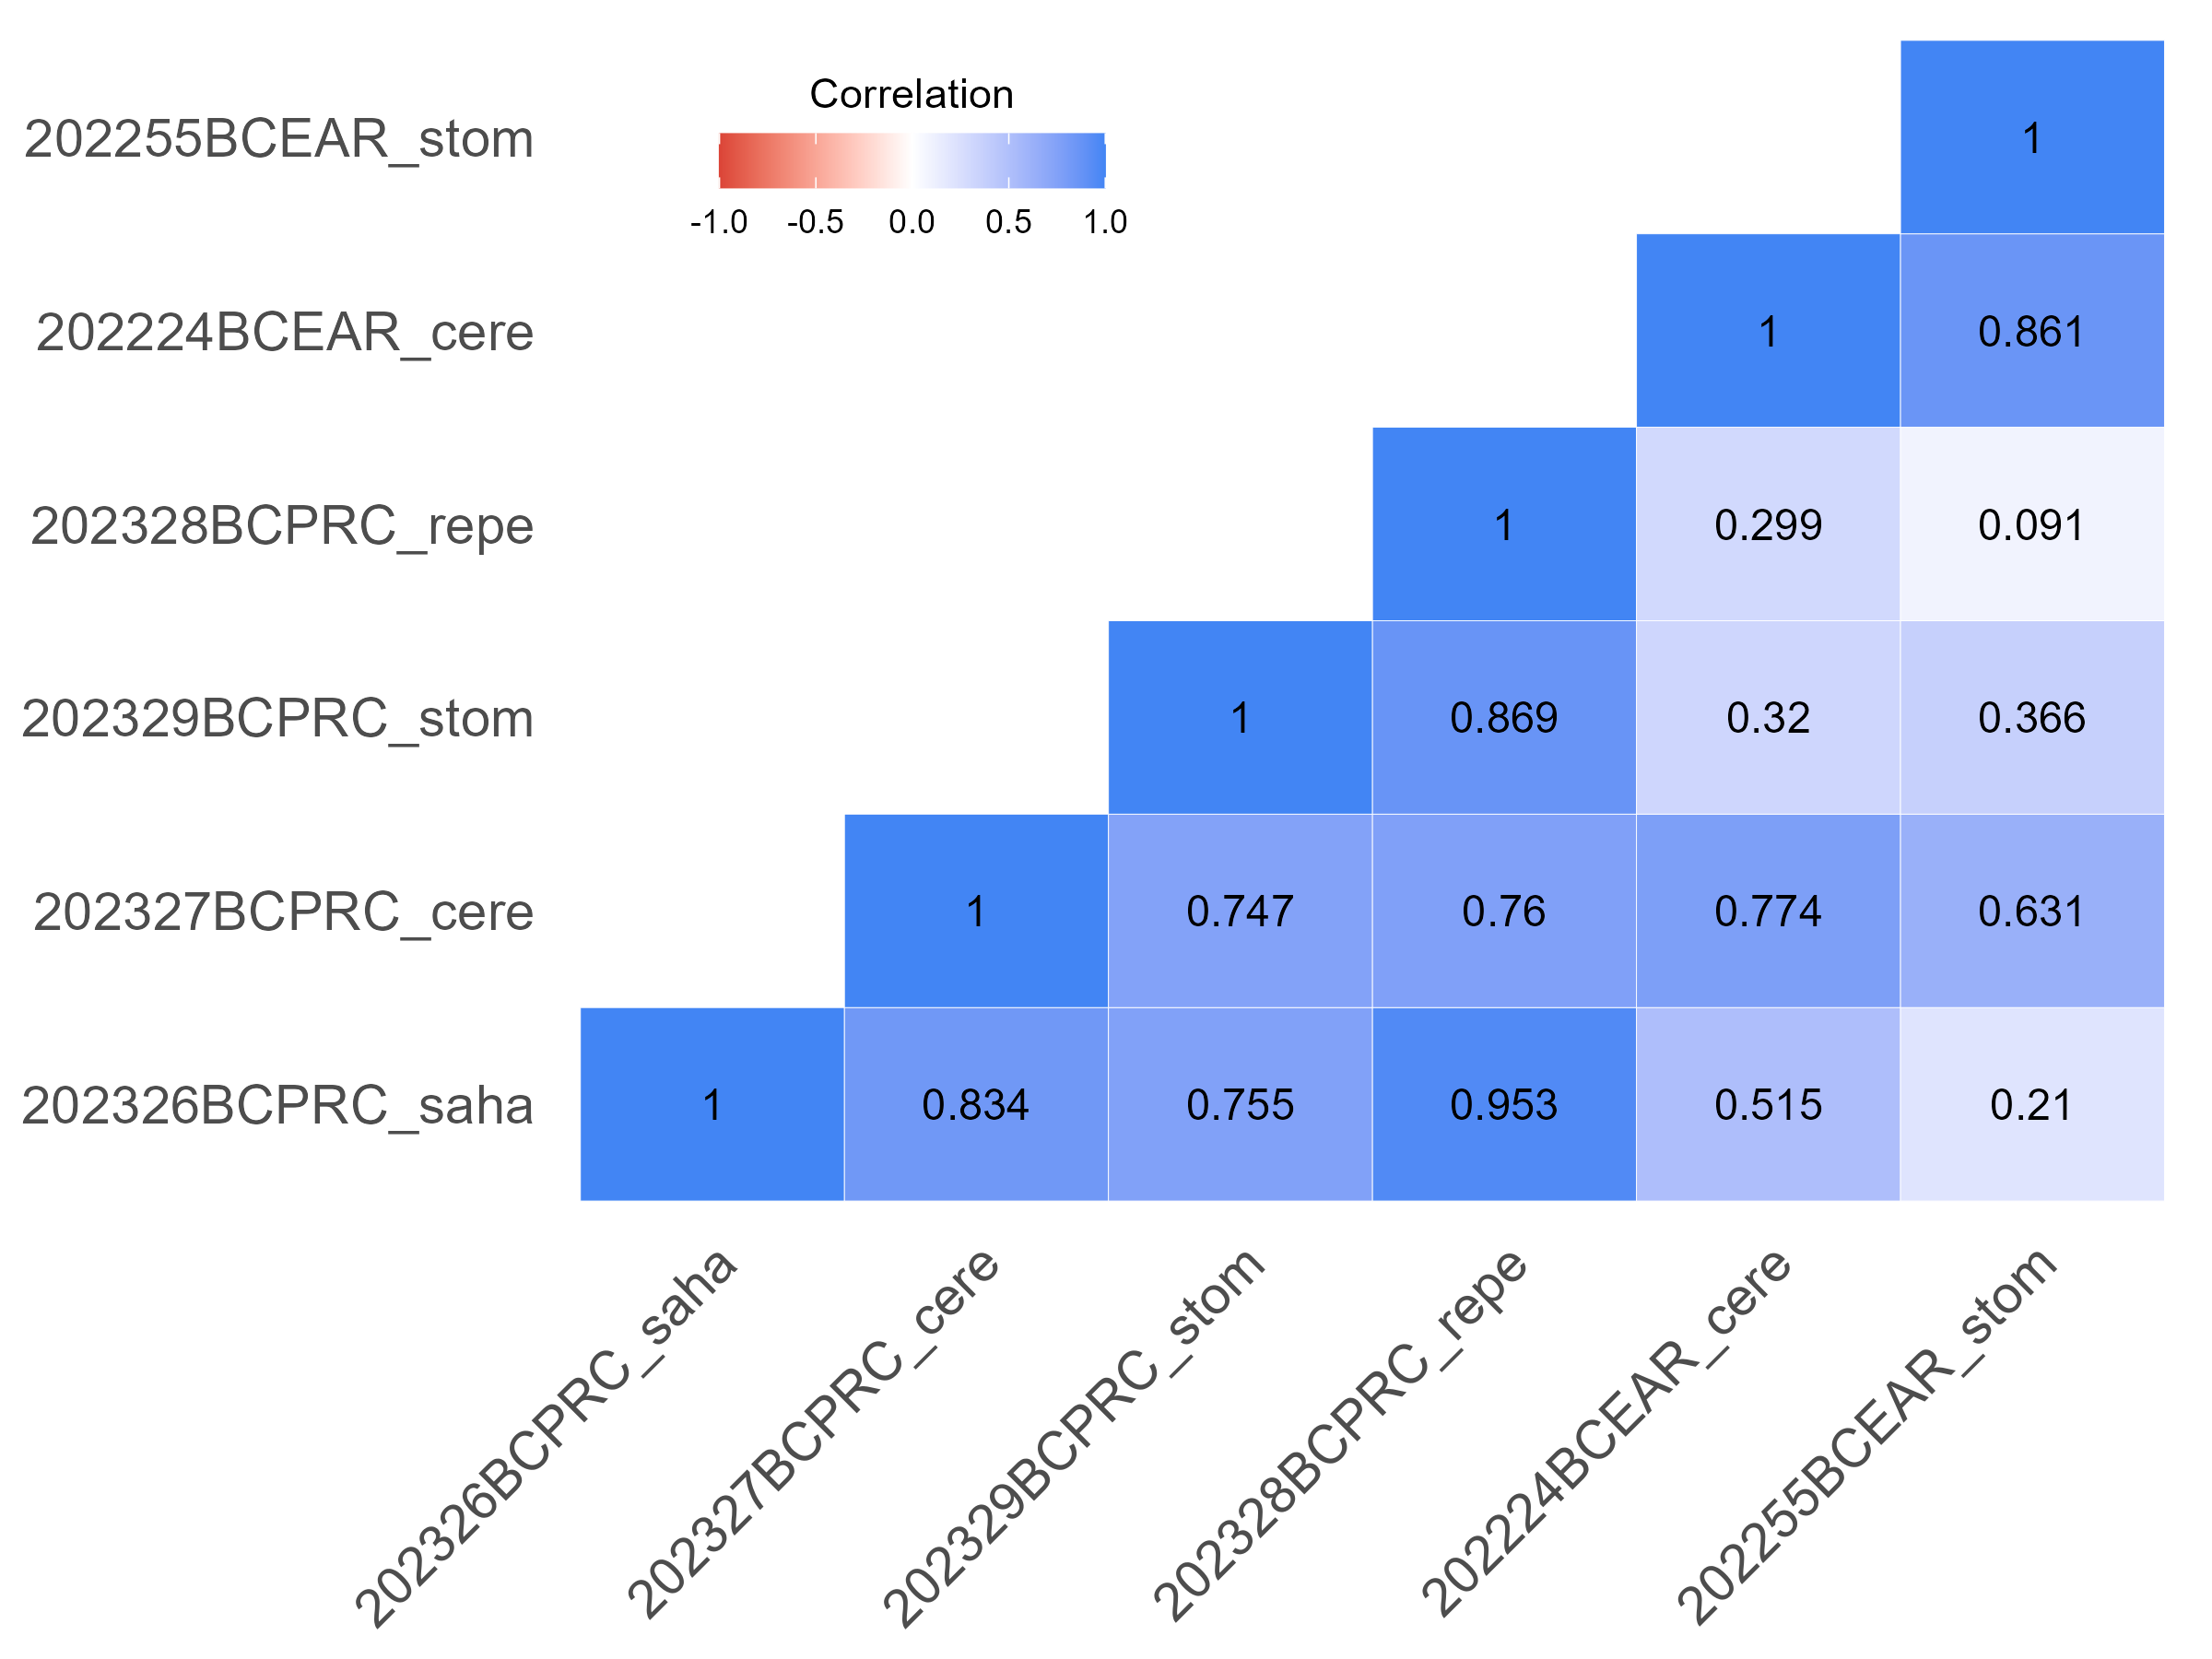 Correlation
-1.0 -0.5 0.0 0.5 1.0
202255BCEAR_stom 1
202224BCEAR_cere 1 0.861
202328BCPRC_repe 1 0.299 0.091
202329BCPRC_stom 1 0.869 0.32 0.366
202327BCPRC_cere 1 0.747 0.76 0.774 0.631
202326BCPRC_saha 1 0.834 0.755 0.953 0.515 0.21
202326BCPRC_saha
202327BCPRC_cere
202329BCPRC_stom
202328BCPRC_repe
202224BCEAR_cere
202255BCEAR_stom